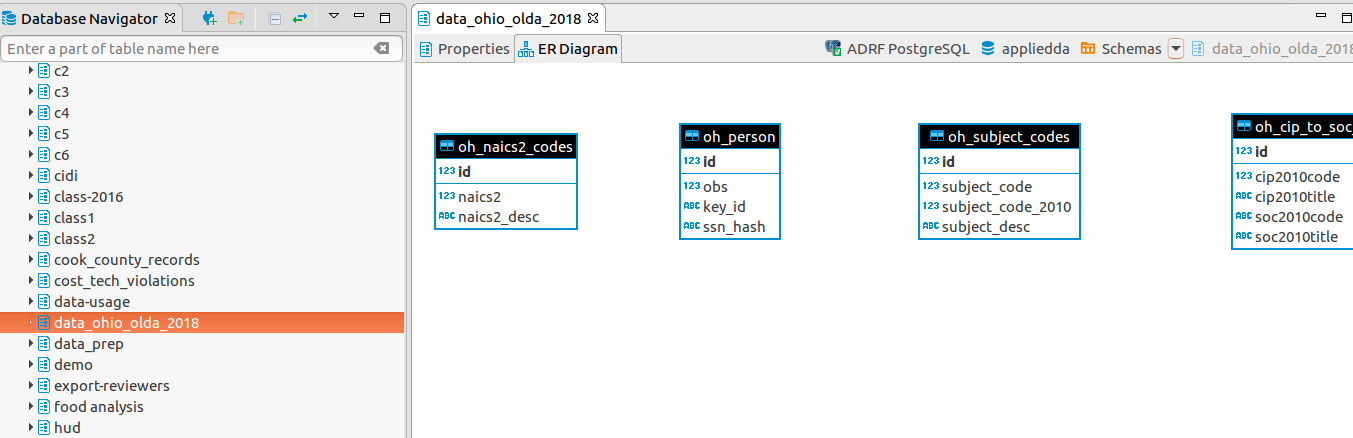 Database Navigator
Enter a part of table name here
c2
c3
c4
c5
c6
cidi
class-2016
class1
class2
cook_county_records
cost_tech_violations
data-usage
data_ohio_olda_2018
data_prep
demo
export-reviewers
food analysis
hud
data_ohio_olda_2018
Properties ER Diagram ADRF PostgreSQL appliedda Schemas data_ohio_olda_2018
oh_naics2_codes
123 id
123 naics2
ABC naics2_desc
oh_person
123 id
123 obs
ABC key_id
ABC ssn_hash
oh_subject_codes
123 id
123 subject_code
123 subject_code_2010
ABC subject_desc
oh_cip_to_soc_
123 id
123 cip2010code
ABC cip2010title
ABC soc2010code
ABC soc2010title